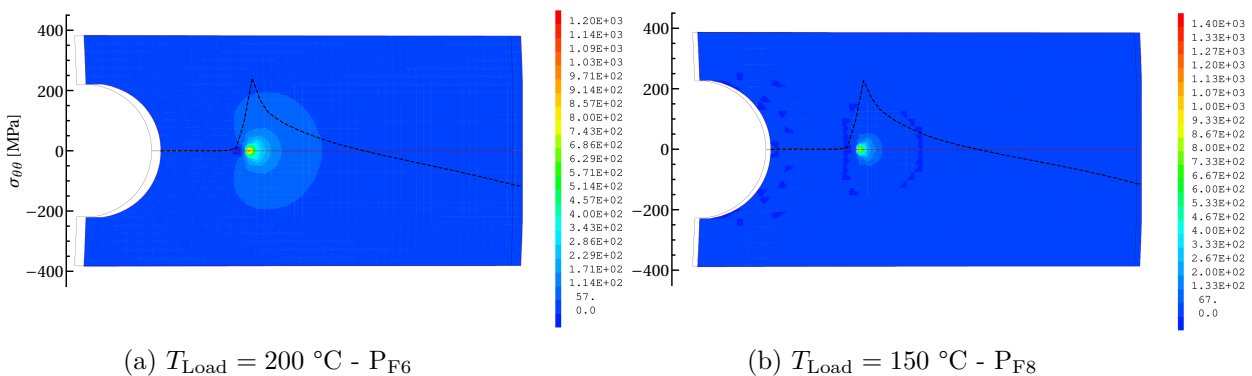 400
200
0
−200
−400
σθθ [MPa]
1.20E+03
1.14E+03
1.09E+03
1.03E+03
9.71E+02
9.14E+02
8.57E+02
8.00E+02
7.43E+02
6.86E+02
6.29E+02
5.71E+02
5.14E+02
4.57E+02
4.00E+02
3.43E+02
2.86E+02
2.29E+02
1.71E+02
1.14E+02
57.
0.0
400
200
0
−200
−400
1.40E+03
1.33E+03
1.27E+03
1.20E+03
1.13E+03
1.07E+03
1.00E+03
9.33E+02
8.67E+02
8.00E+02
7.33E+02
6.67E+02
6.00E+02
5.33E+02
4.67E+02
4.00E+02
3.33E+02
2.67E+02
2.00E+02
1.33E+02
67.
0.0
(a) TLoad = 200 °C - PF6
(b) TLoad = 150 °C - PF8